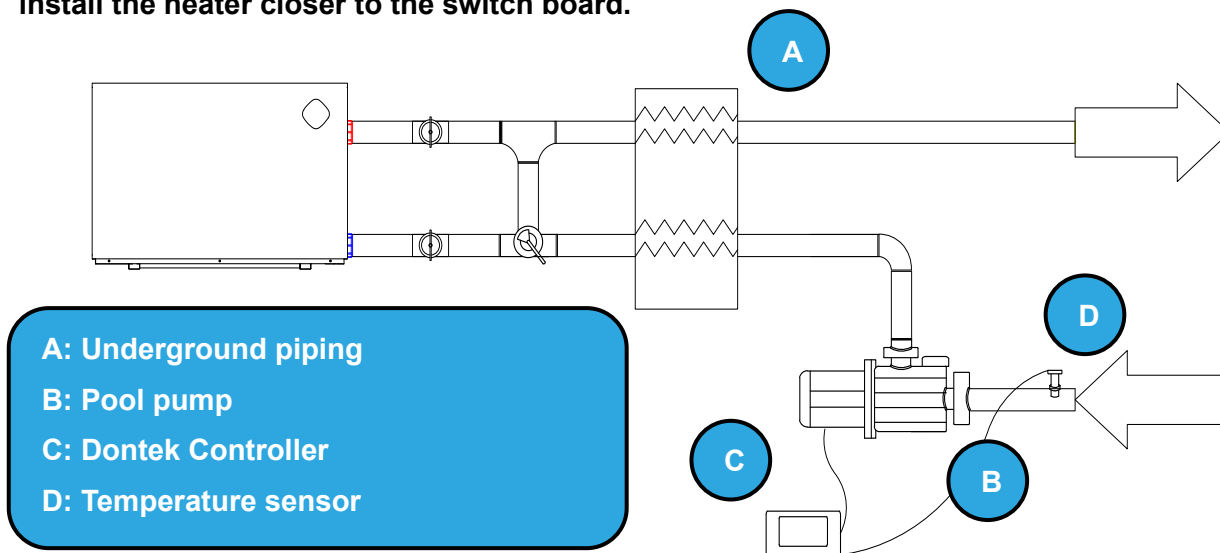 install the heater closer to the switch board.
A
D
A: Underground piping
B: Pool pump
C: Dontek Controller
D: Temperature sensor
C
B